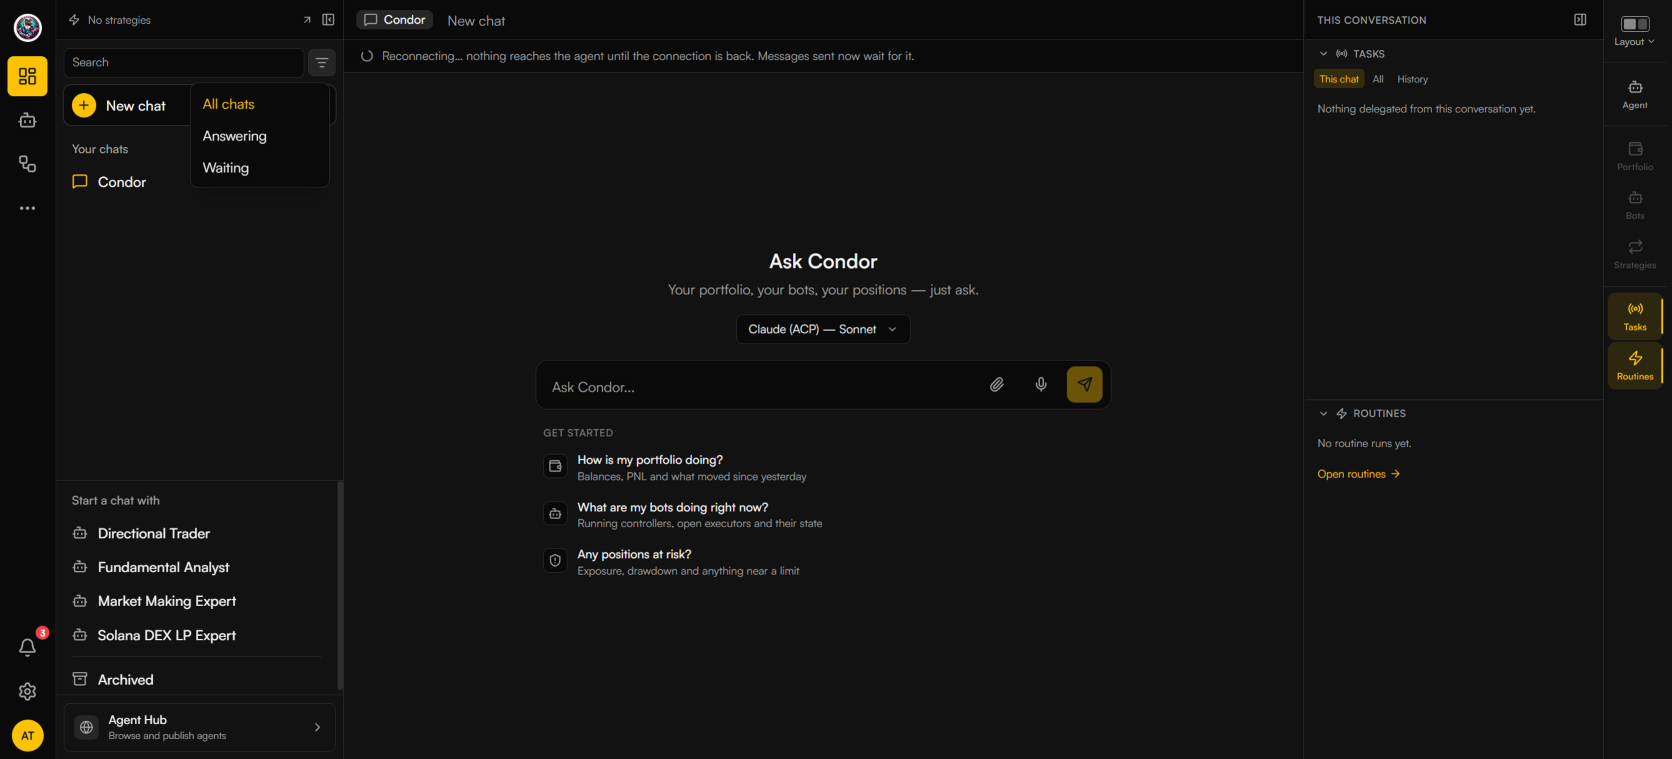 No strategies
Search
New chat
All chats
Answering
Waiting
Your chats
Condor
Start a chat with
Directional Trader
Fundamental Analyst
Market Making Expert
Solana DEX LP Expert
Archived
Agent Hub
Browse and publish agents
3
AT
Condor
New chat
Reconnecting... nothing reaches the agent until the connection is back. Messages sent now wait for it.
Ask Condor
Your portfolio, your bots, your positions — just ask.
Claude (ACP) — Sonnet
Ask Condor...
GET STARTED
How is my portfolio doing?
Balances, PNL and what moved since yesterday
What are my bots doing right now?
Running controllers, open executors and their state
Any positions at risk?
Exposure, drawdown and anything near a limit
THIS CONVERSATION
TASKS
This chat All History
Nothing delegated from this conversation yet.
ROUTINES
No routine runs yet.
Open routines →
Layout
Agent
Portfolio
Bots
Strategies
Tasks
Routines